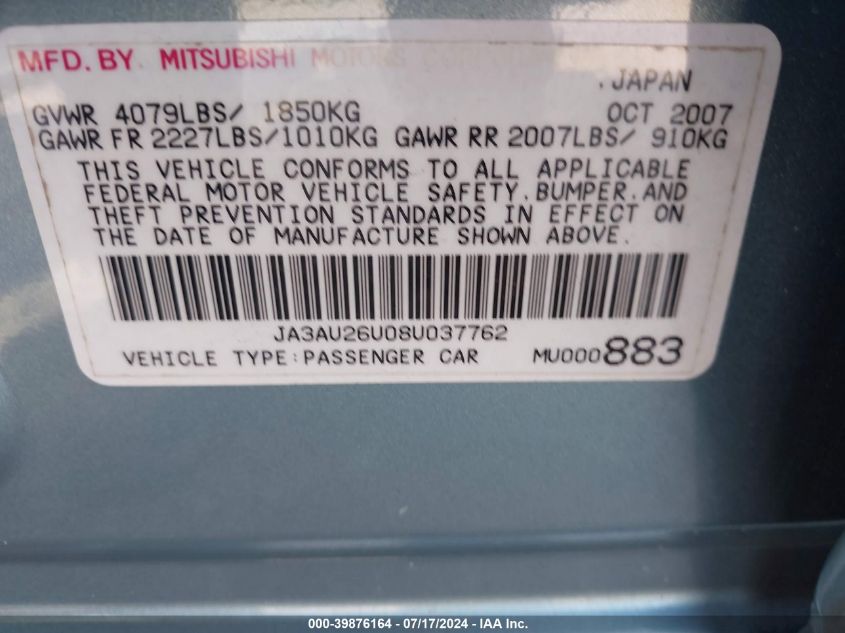 MFD. BY MITSUBISHI MOTORS CORPORATION
.JAPAN
GVWR 4079LBS/ 1850KG OCT 2007
GAWR FR 2227LBS/1010KG GAWR RR 2007LBS/ 910KG
THIS VEHICLE CONFORMS TO ALL APPLICABLE
FEDERAL MOTOR VEHICLE SAFETY.BUMPER.AND
THEFT PREVENTION STANDARDS IN EFFECT ON
THE DATE OF MANUFACTURE SHOWN ABOVE.
JA3AU26U08U037762
VEHICLE TYPE:PASSENGER CAR MU000883
000-39876164 - 07/17/2024 - IAA Inc.